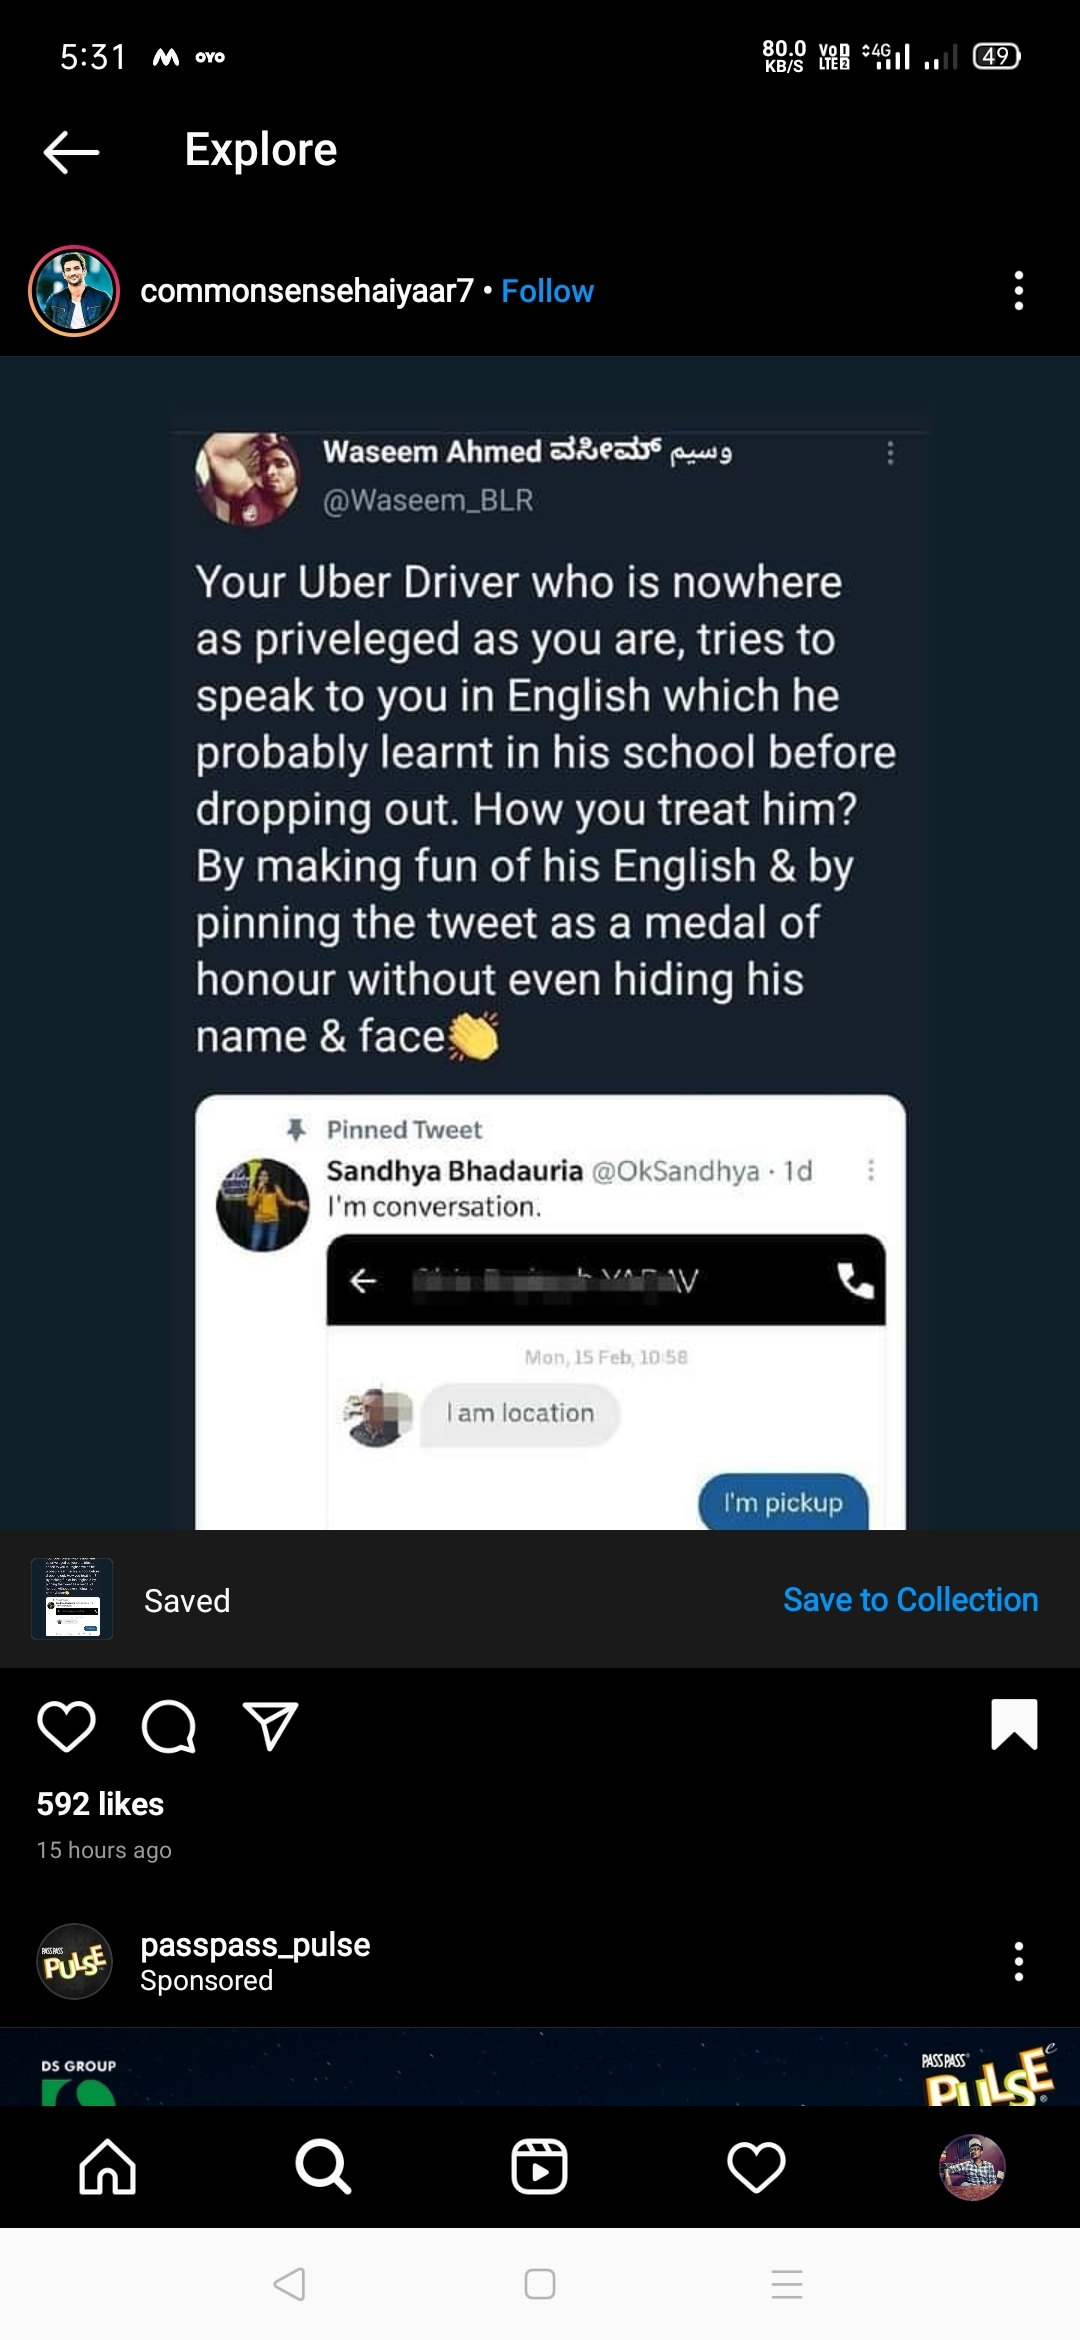 5:31 OYO 80.0 KB/S VoD LTE2 4G 49
Explore
commonsensehaiyaar7 • Follow
Waseem Ahmed ವಸೀಮ್ وسيم
@Waseem_BLR
Your Uber Driver who is nowhere
as priveleged as you are, tries to
speak to you in English which he
probably learnt in his school before
dropping out. How you treat him?
By making fun of his English & by
pinning the tweet as a medal of
honour without even hiding his
name & face👏
Pinned Tweet
Sandhya Bhadauria @OkSandhya · 1d
I'm conversation.
YADAV
Mon, 15 Feb, 10:58
I am location
I'm pickup
Saved
Save to Collection
592 likes
15 hours ago
passpass_pulse
Sponsored
DS GROUP
PASS PASS
PULSE